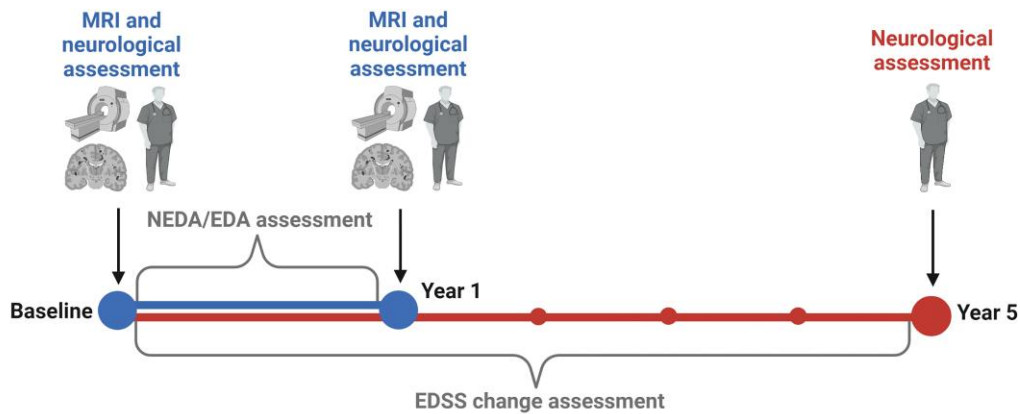 MRI and
neurological
assessment
MRI and
neurological
assessment
Neurological
assessment
NEDA/EDA assessment
Baseline
Year 1
Year 5
EDSS change assessment